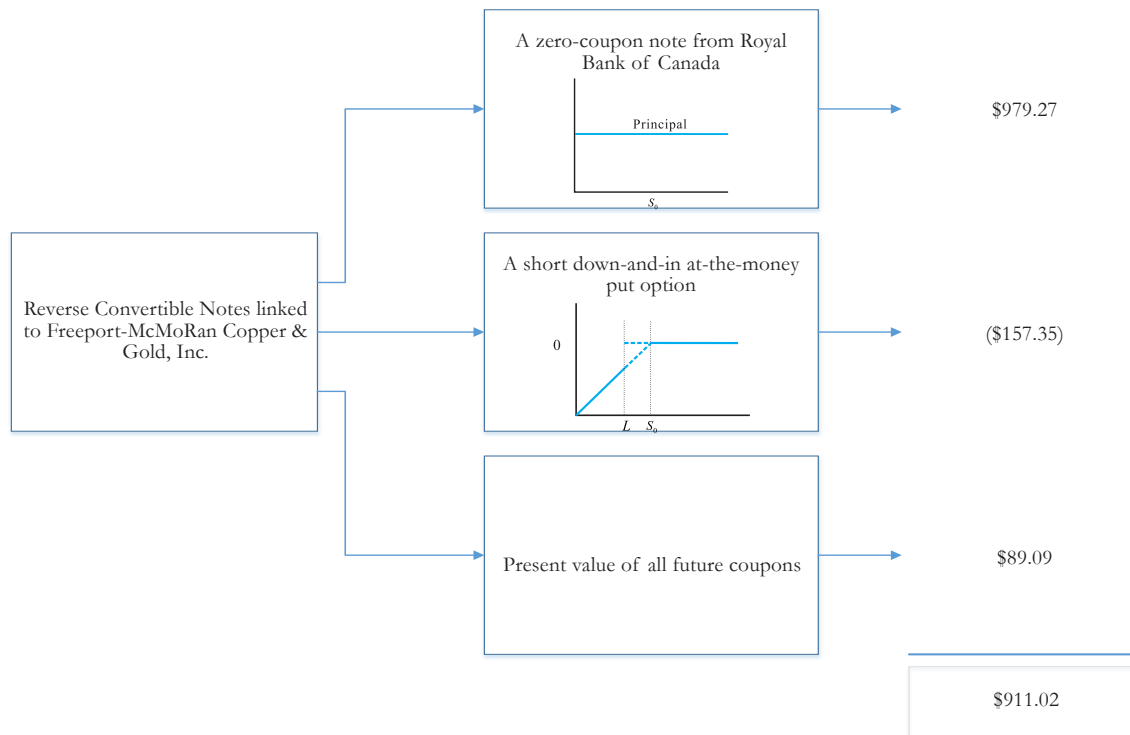 A zero-coupon note from Royal
Bank of Canada
Principal
S₀
$979.27
Reverse Convertible Notes linked
to Freeport-McMoRan Copper &
Gold, Inc.
A short down-and-in at-the-money
put option
0
L S₀
($157.35)
Present value of all future coupons
$89.09
$911.02